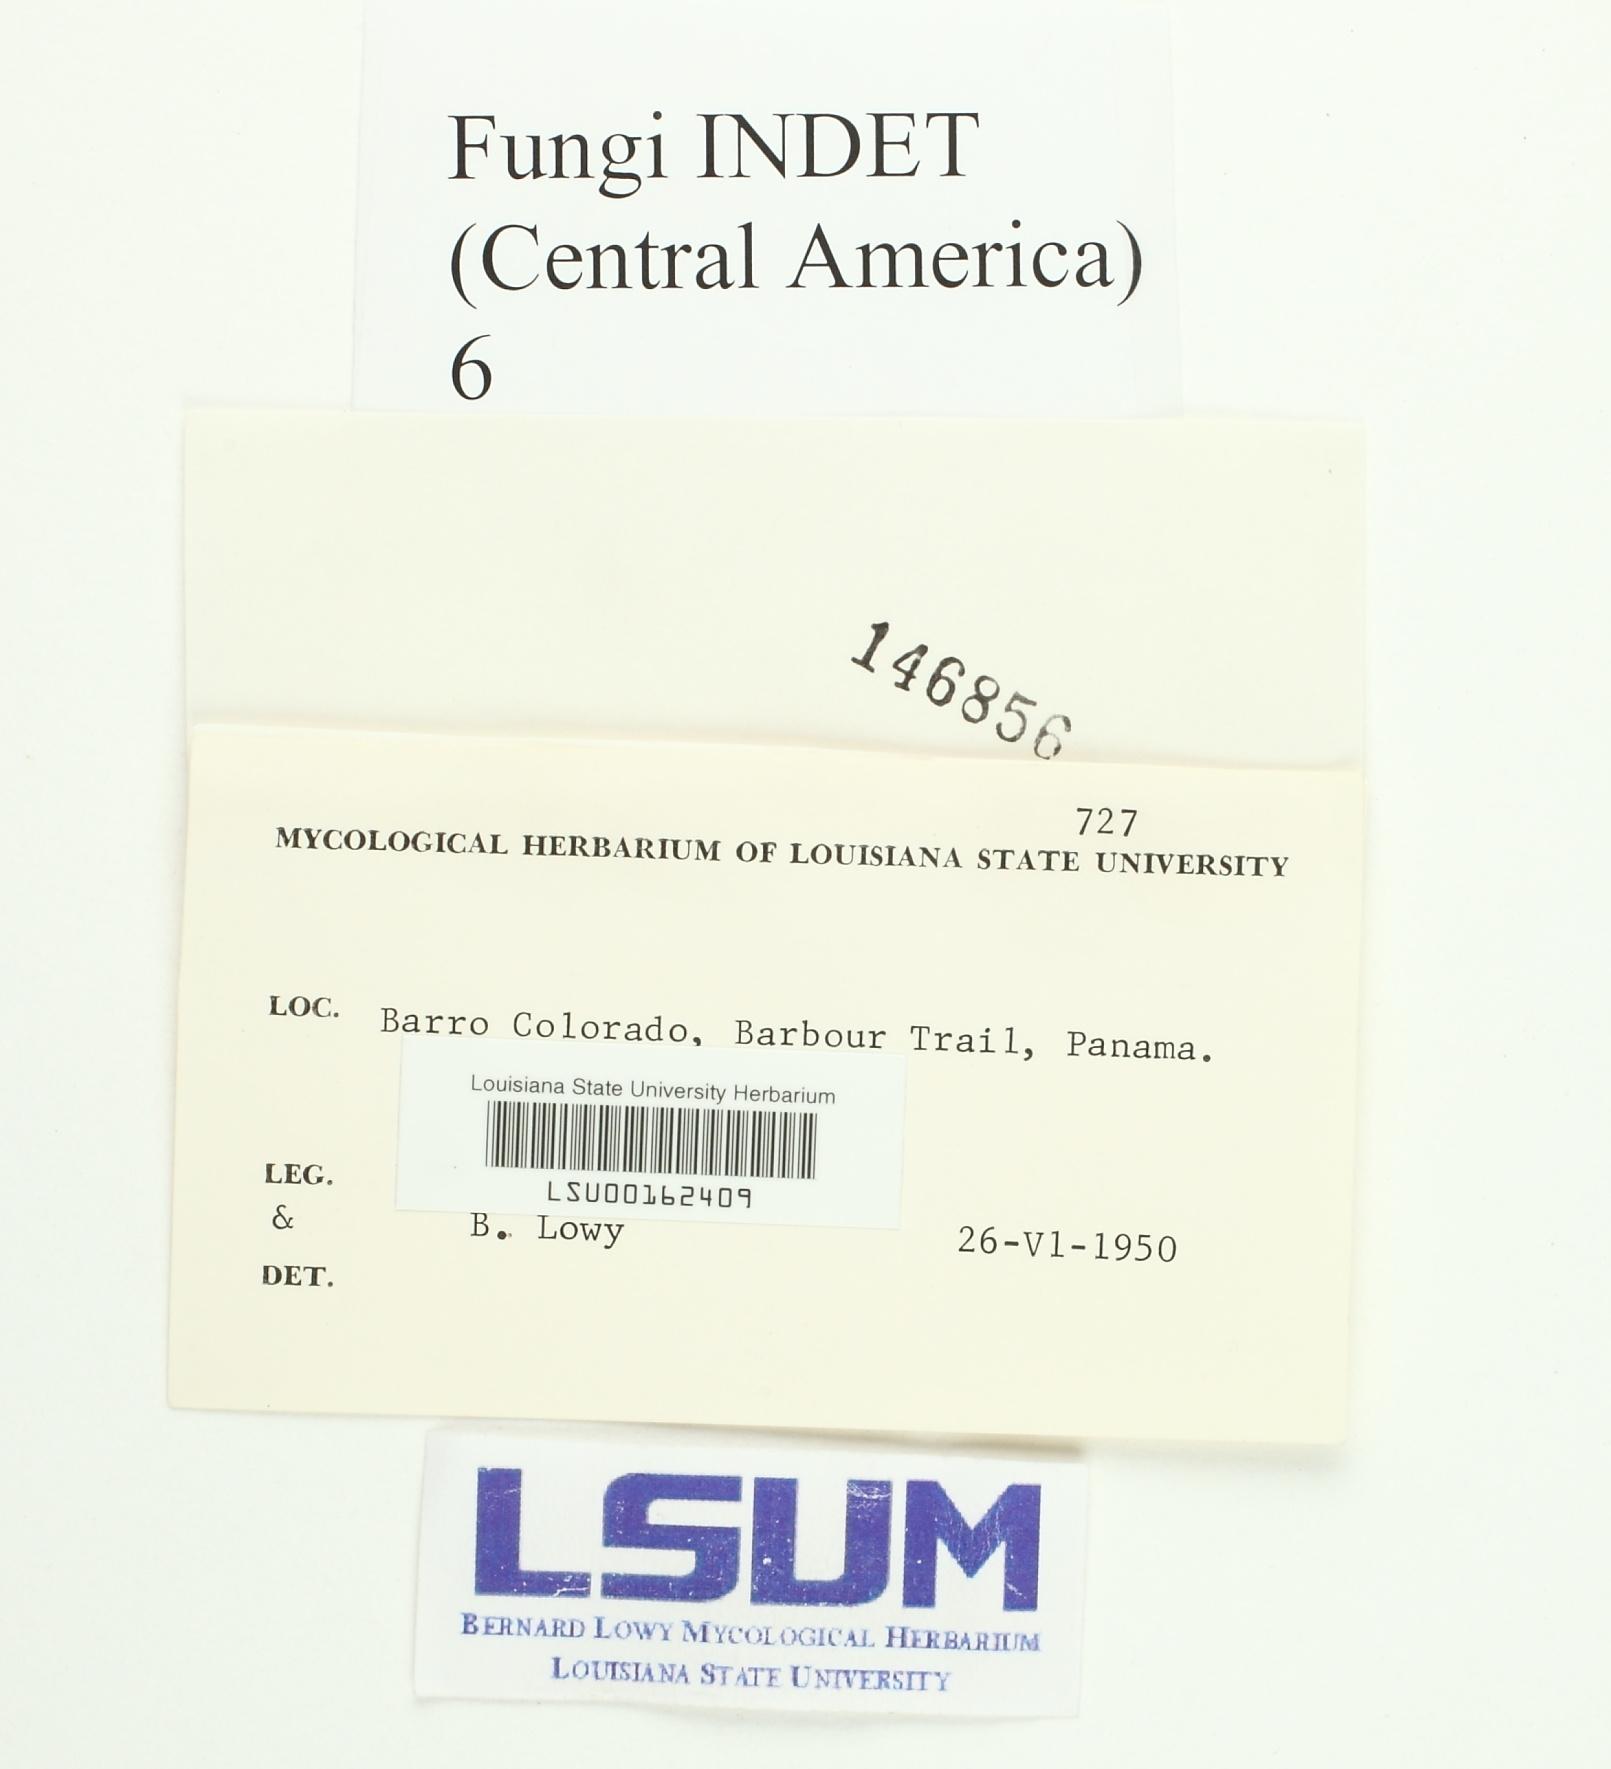 Fungi INDET
(Central America)
6
146856
727
MYCOLOGICAL HERBARIUM OF LOUISIANA STATE UNIVERSITY
LOC. Barro Colorado, Barbour Trail, Panama.
Louisiana State University Herbarium
LSU00162409
LEG.
& B. Lowy 26-V1-1950
DET.
LSUM
BERNARD LOWY MYCOLOGICAL HERBARIUM
LOUISIANA STATE UNIVERSITY